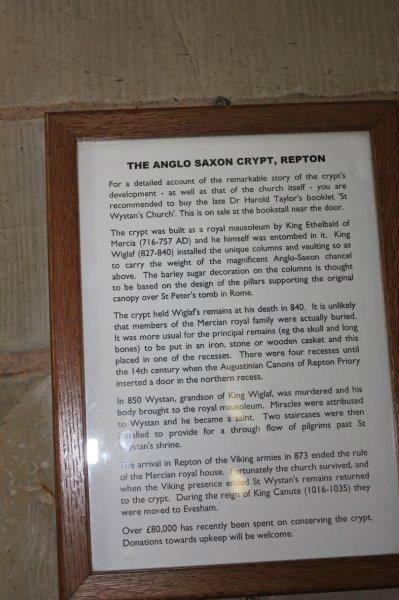 THE ANGLO SAXON CRYPT, REPTON
For a detailed account of the remarkable story of the crypt's
development - as well as that of the church itself - you are
recommended to buy the late Dr Harold Taylor's booklet 'St
Wystan's Church'. This is on sale at the bookstall near the door.
The crypt was built as a royal mausoleum by King Ethelbald of
Mercia (716-757 AD) and he himself was entombed in it. King
Wiglaf (827-840) installed the unique columns and vaulting so as
to carry the weight of the magnificent Anglo-Saxon chancel
above. The barley sugar decoration on the columns is thought
to be based on the design of the pillars supporting the original
canopy over St Peter's tomb in Rome.
The crypt held Wiglaf's remains at his death in 840. It is unlikely
that members of the Mercian royal family were actually buried.
It was more usual for the principal remains (eg the skull and long
bones) to be put in an iron, stone or wooden casket and this
placed in one of the recesses. There were four recesses until
the 14th century when the Augustinian Canons of Repton Priory
inserted a door in the northern recess.
In 850 Wystan, grandson of King Wiglaf, was murdered and his
body brought to the royal mausoleum. Miracles were attributed
to Wystan and he became a saint. Two staircases were then
installed to provide for a through flow of pilgrims past St
Wystan's shrine.
The arrival in Repton of the Viking armies in 873 ended the rule
of the Mercian royal house. Fortunately the church survived, and
when the Viking presence ended St Wystan's remains returned
to the crypt. During the reign of King Canute (1016-1035) they
were moved to Evesham.
Over £80,000 has recently been spent on conserving the crypt.
Donations towards upkeep will be welcome.